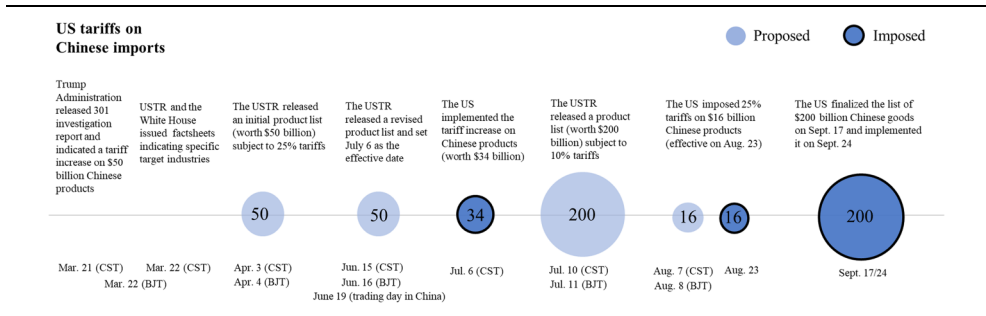 US tariffs on
Chinese imports
Proposed
Imposed
Trump
Administration
released 301
investigation
report and
indicated a tariff
increase on $50
billion Chinese
products
USTR and the
White House
issued factsheets
indicating specific
target industries
The USTR released
an initial product list
(worth $50 billion)
subject to 25% tariffs
The USTR
released a revised
product list and set
July 6 as the
effective date
The US
implemented the
tariff increase on
Chinese products
(worth $34 billion)
The USTR
released a product
list (worth $200
billion) subject to
10% tariffs
The US imposed 25%
tariffs on $16 billion
Chinese products
(effective on Aug. 23)
The US finalized the list of
$200 billion Chinese goods
on Sept. 17 and implemented
it on Sept. 24
50
50
34
200
16
16
200
Mar. 21 (CST)
Mar. 22 (CST)
Mar. 22 (BJT)
Apr. 3 (CST)
Apr. 4 (BJT)
Jun. 15 (CST)
Jun. 16 (BJT)
June 19 (trading day in China)
Jul. 6 (CST)
Jul. 10 (CST)
Jul. 11 (BJT)
Aug. 7 (CST)
Aug. 8 (BJT)
Aug. 23
Sept. 17/24